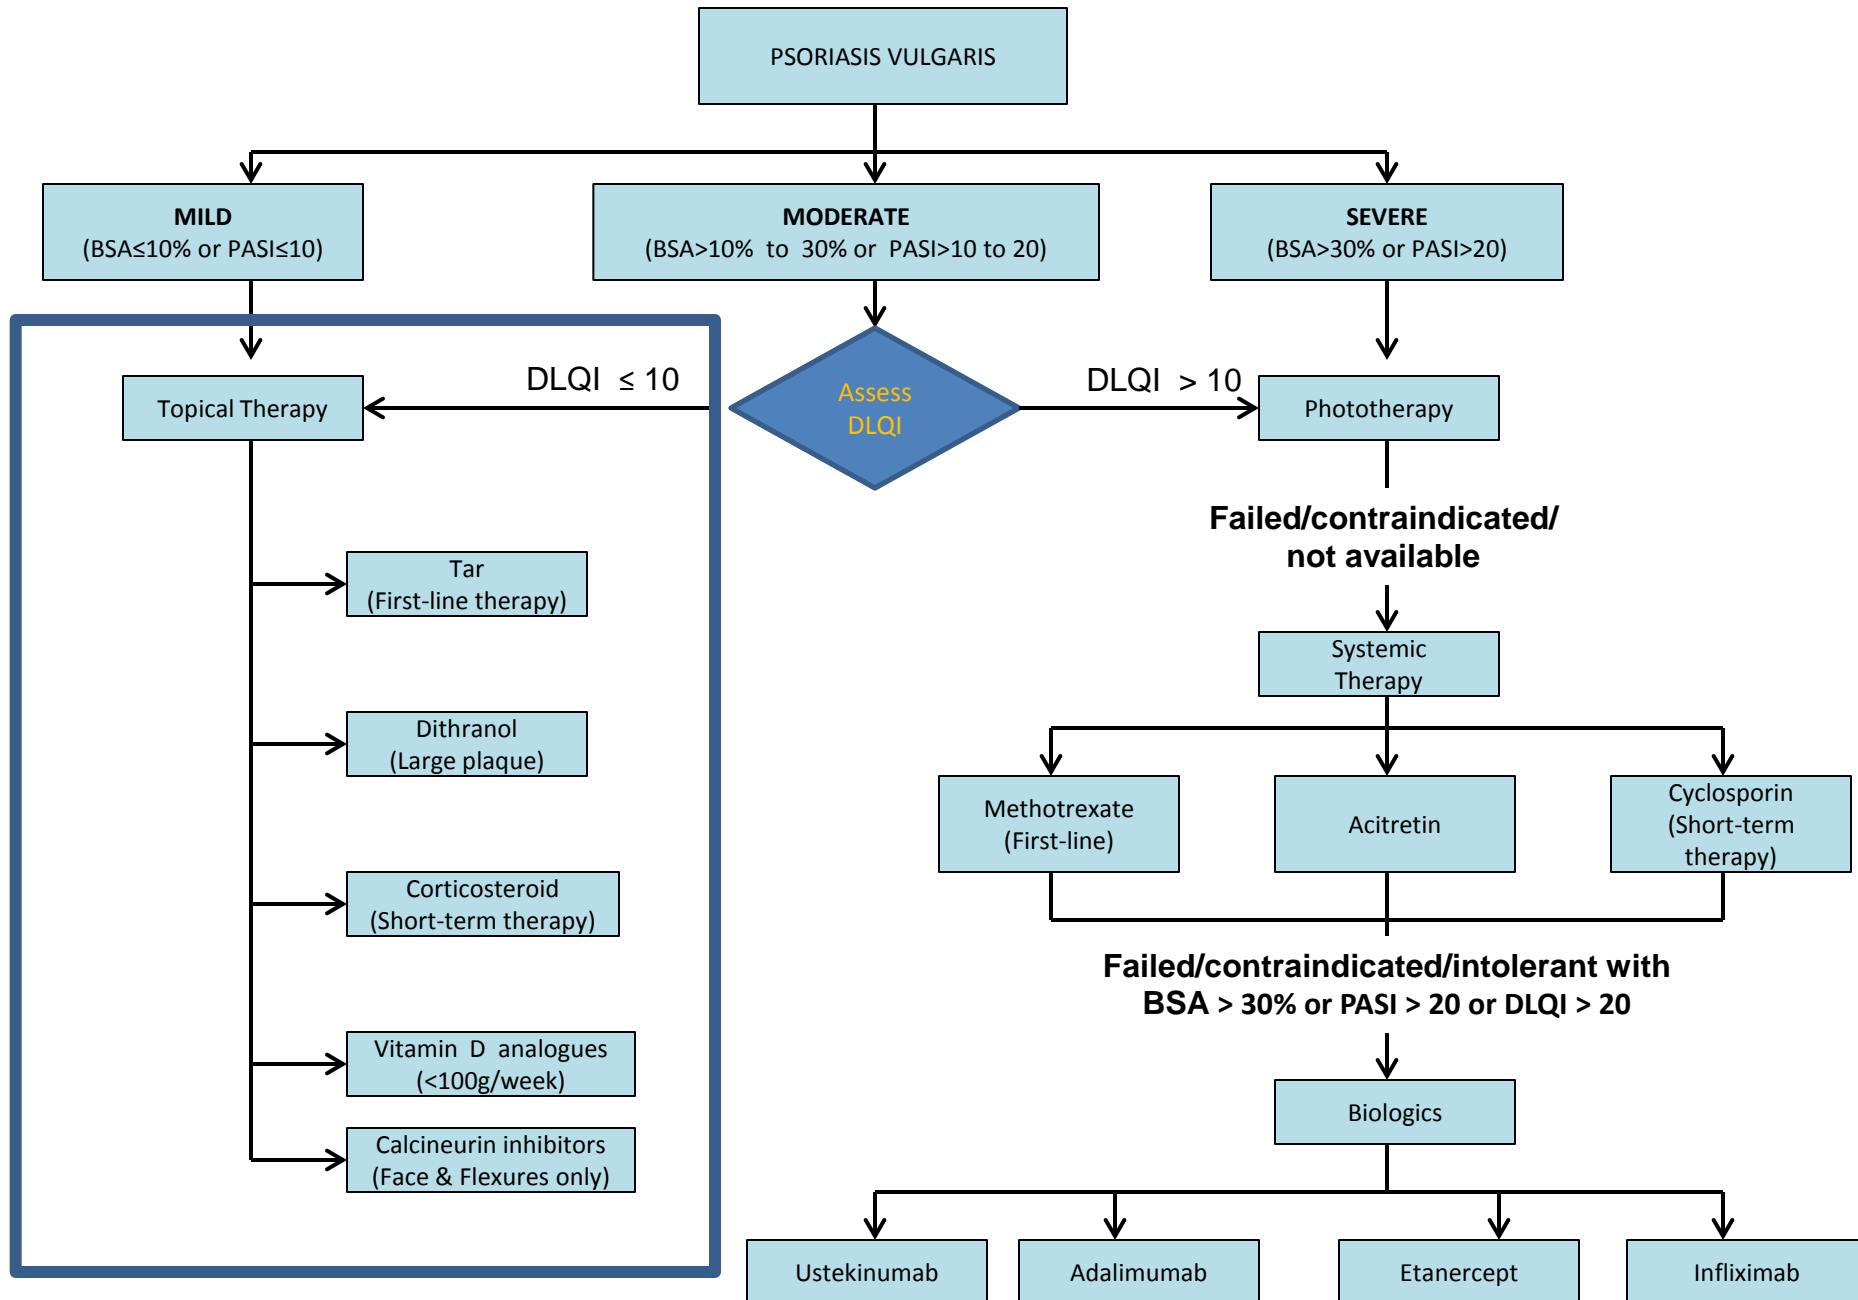 PSORIASIS VULGARIS
MILD
(BSA≤10% or PASI≤10)
MODERATE
(BSA>10% to 30% or PASI>10 to 20)
SEVERE
(BSA>30% or PASI>20)
DLQI ≤ 10
Assess
DLQI
DLQI > 10
Topical Therapy
Phototherapy
Tar
(First-line therapy)
Dithranol
(Large plaque)
Corticosteroid
(Short-term therapy)
Vitamin D analogues
(<100g/week)
Calcineurin inhibitors
(Face & Flexures only)
Failed/contraindicated/
not available
Systemic
Therapy
Methotrexate
(First-line)
Acitretin
Cyclosporin
(Short-term
therapy)
Failed/contraindicated/intolerant with
BSA > 30% or PASI > 20 or DLQI > 20
Biologics
Ustekinumab
Adalimumab
Etanercept
Infliximab